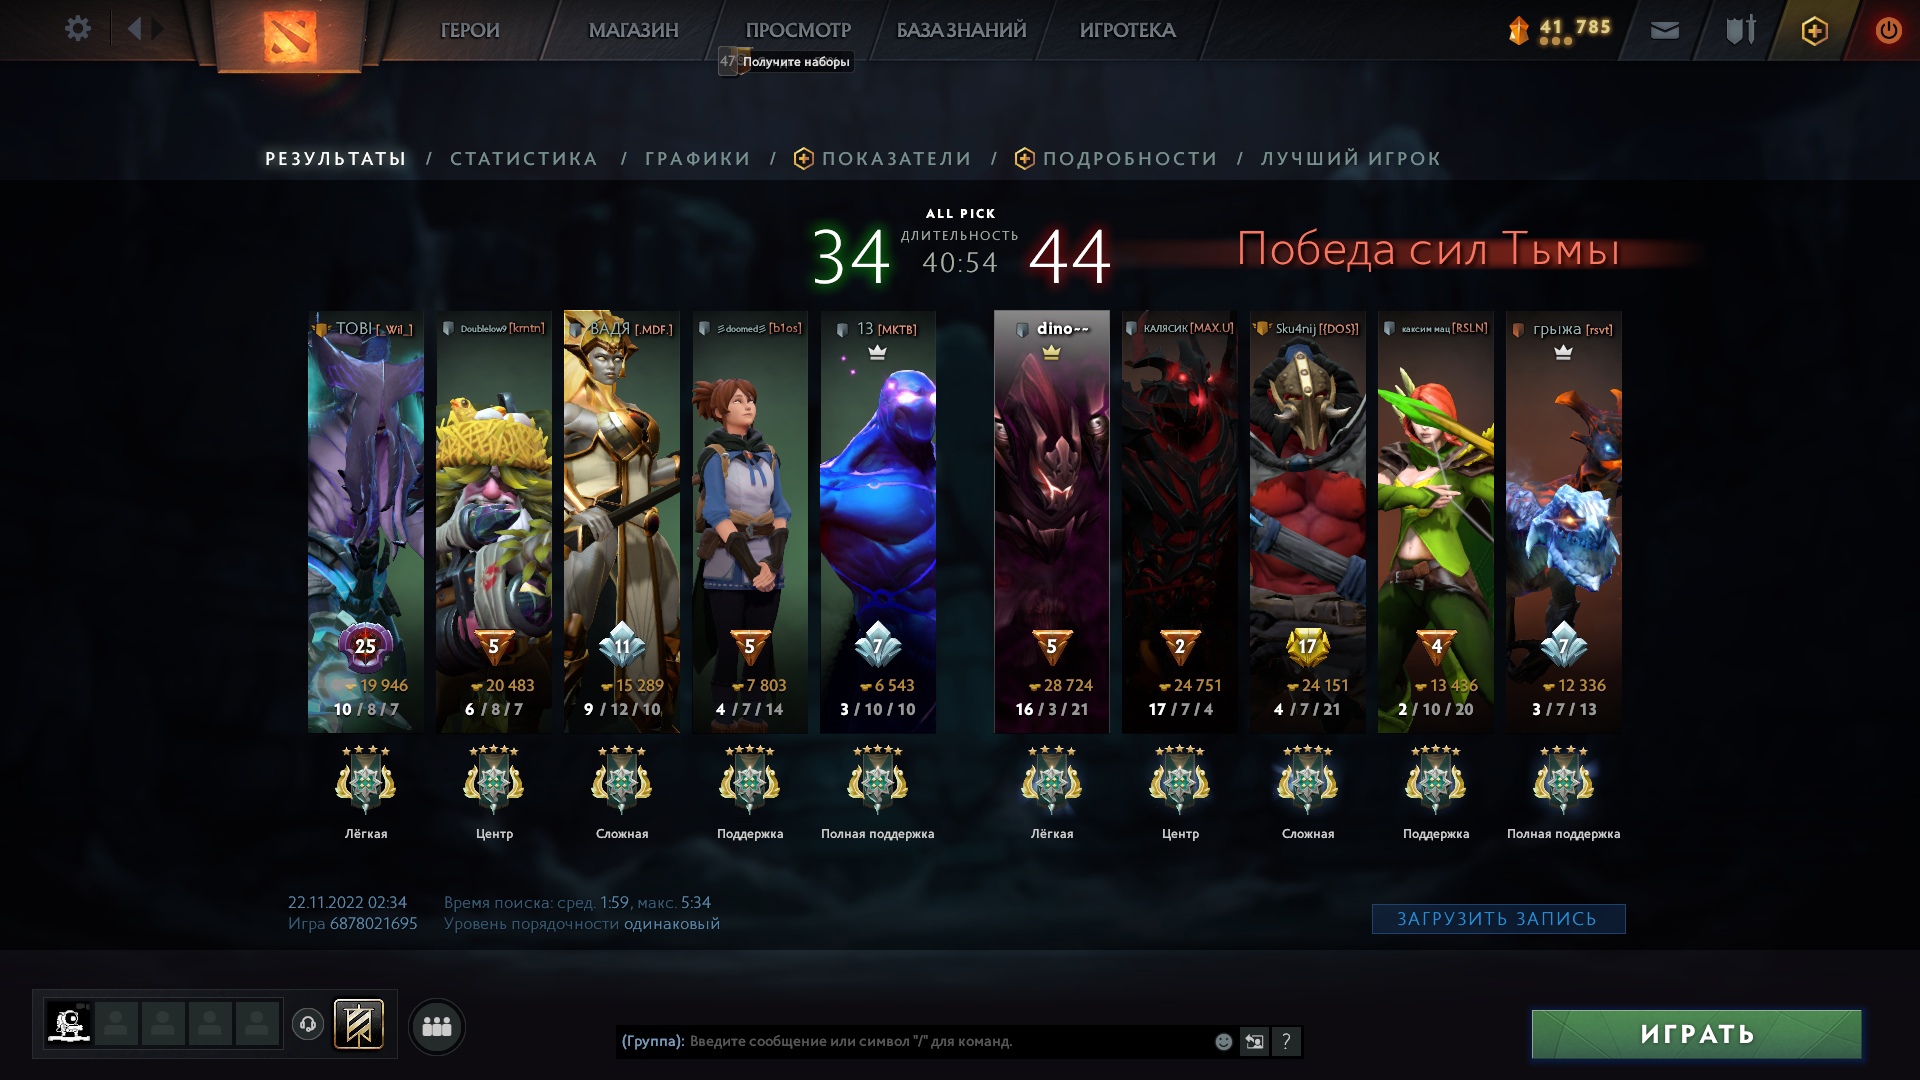 ГЕРОИ МАГАЗИН ПРОСМОТР БАЗА ЗНАНИЙ ИГРОТЕКА 41 785
47 Получите наборы
РЕЗУЛЬТАТЫ / СТАТИСТИКА / ГРАФИКИ / ПОКАЗАТЕЛИ / ПОДРОБНОСТИ / ЛУЧШИЙ ИГРОК
ALL PICK
34 ДЛИТЕЛЬНОСТЬ 44 Победа сил Тьмы
40:54
TOBI [_Wil_] Doublelow9 [krntn] ВАДЯ [.MDF.] doomed [b1os] 13 [МКТВ] dino~~ КАЛЯСИК [MAX.U] Sku4nij [{DOS}] каксим мац [RSLN] грыжа [rsvt]
25 5 11 5 7 5 2 17 4 7
19 946 20 483 15 289 7 803 6 543 28 724 24 751 24 151 13 436 12 336
10 / 8 / 7 6 / 8 / 7 9 / 12 / 10 4 / 7 / 14 3 / 10 / 10 16 / 3 / 21 17 / 7 / 4 4 / 7 / 21 2 / 10 / 20 3 / 7 / 13
Лёгкая Центр Сложная Поддержка Полная поддержка Лёгкая Центр Сложная Поддержка Полная поддержка
22.11.2022 02:34 Время поиска: сред. 1:59, макс. 5:34
Игра 6878021695 Уровень порядочности одинаковый
ЗАГРУЗИТЬ ЗАПИСЬ
(Группа): Введите сообщение или символ "/" для команд.
?
ИГРАТЬ